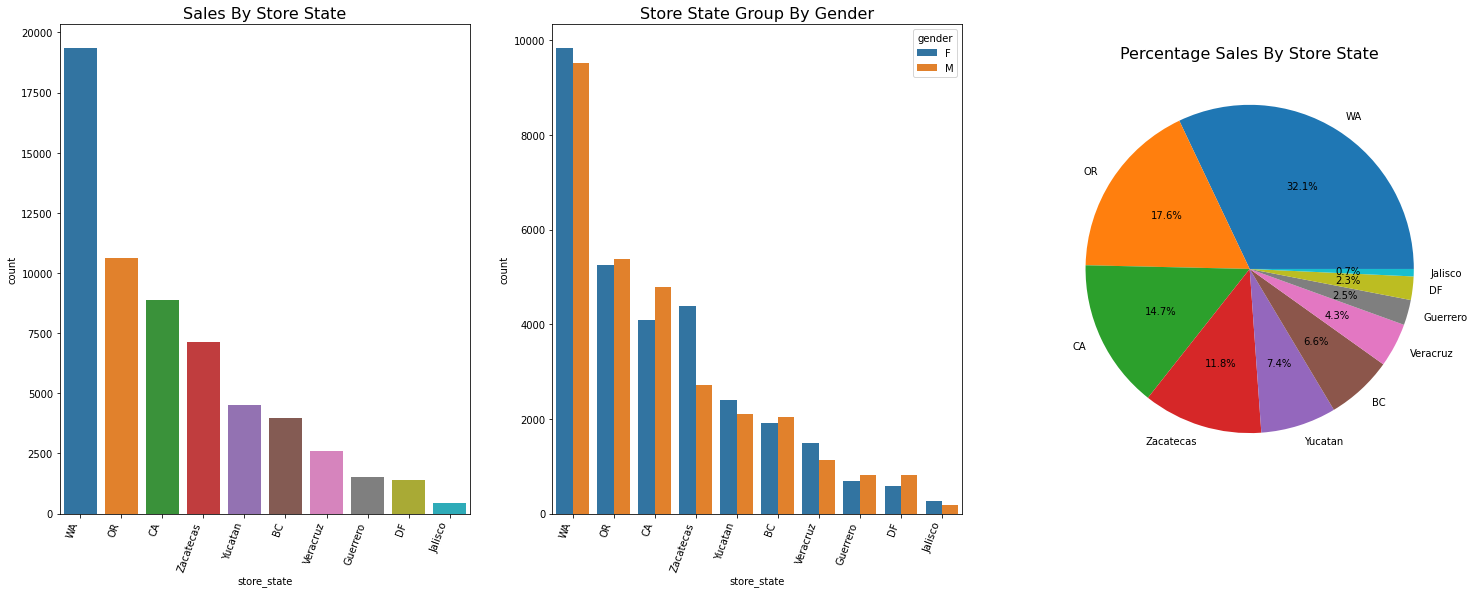 Sales By Store State
20000
17500
15000
12500
10000
7500
5000
2500
0
count
WA
OR
CA
Zacatecas
Yucatan
BC
Veracruz
Guerrero
DF
Jalisco
store_state
Store State Group By Gender
gender
F
M
10000
8000
6000
4000
2000
0
count
WA
OR
CA
Zacatecas
Yucatan
BC
Veracruz
Guerrero
DF
Jalisco
store_state
Percentage Sales By Store State
WA
32.1%
OR
17.6%
CA
14.7%
Zacatecas
11.8%
Yucatan
7.4%
BC
6.6%
Veracruz
4.3%
Guerrero
2.5%
DF
2.3%
Jalisco
0.7%